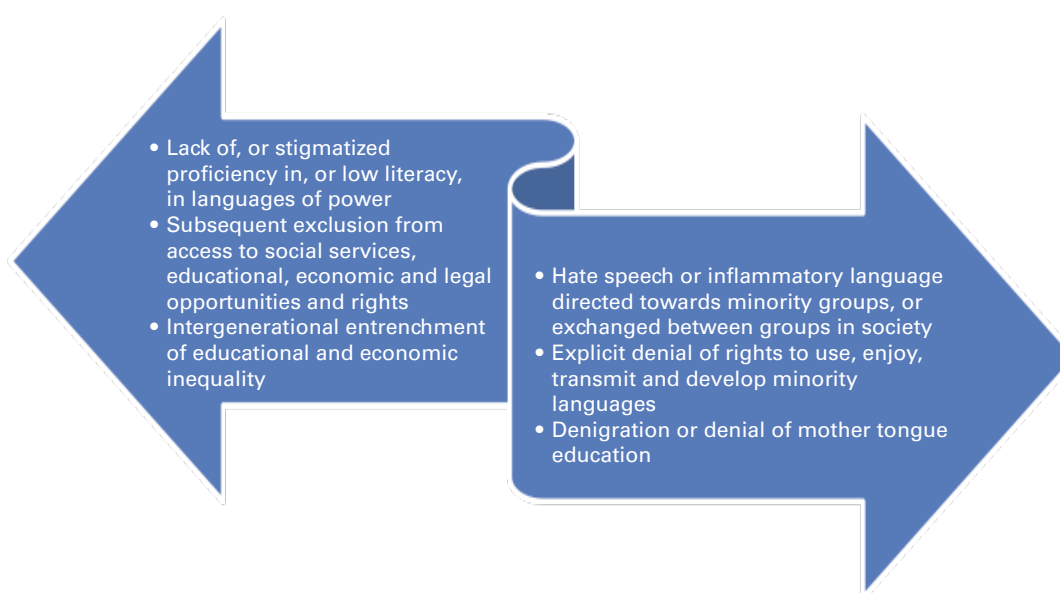 • Lack of, or stigmatized
proficiency in, or low literacy,
in languages of power
• Subsequent exclusion from
access to social services,
educational, economic and legal
opportunities and rights
• Intergenerational entrenchment
of educational and economic
inequality
• Hate speech or inflammatory language
directed towards minority groups, or
exchanged between groups in society
• Explicit denial of rights to use, enjoy,
transmit and develop minority
languages
• Denigration or denial of mother tongue
education